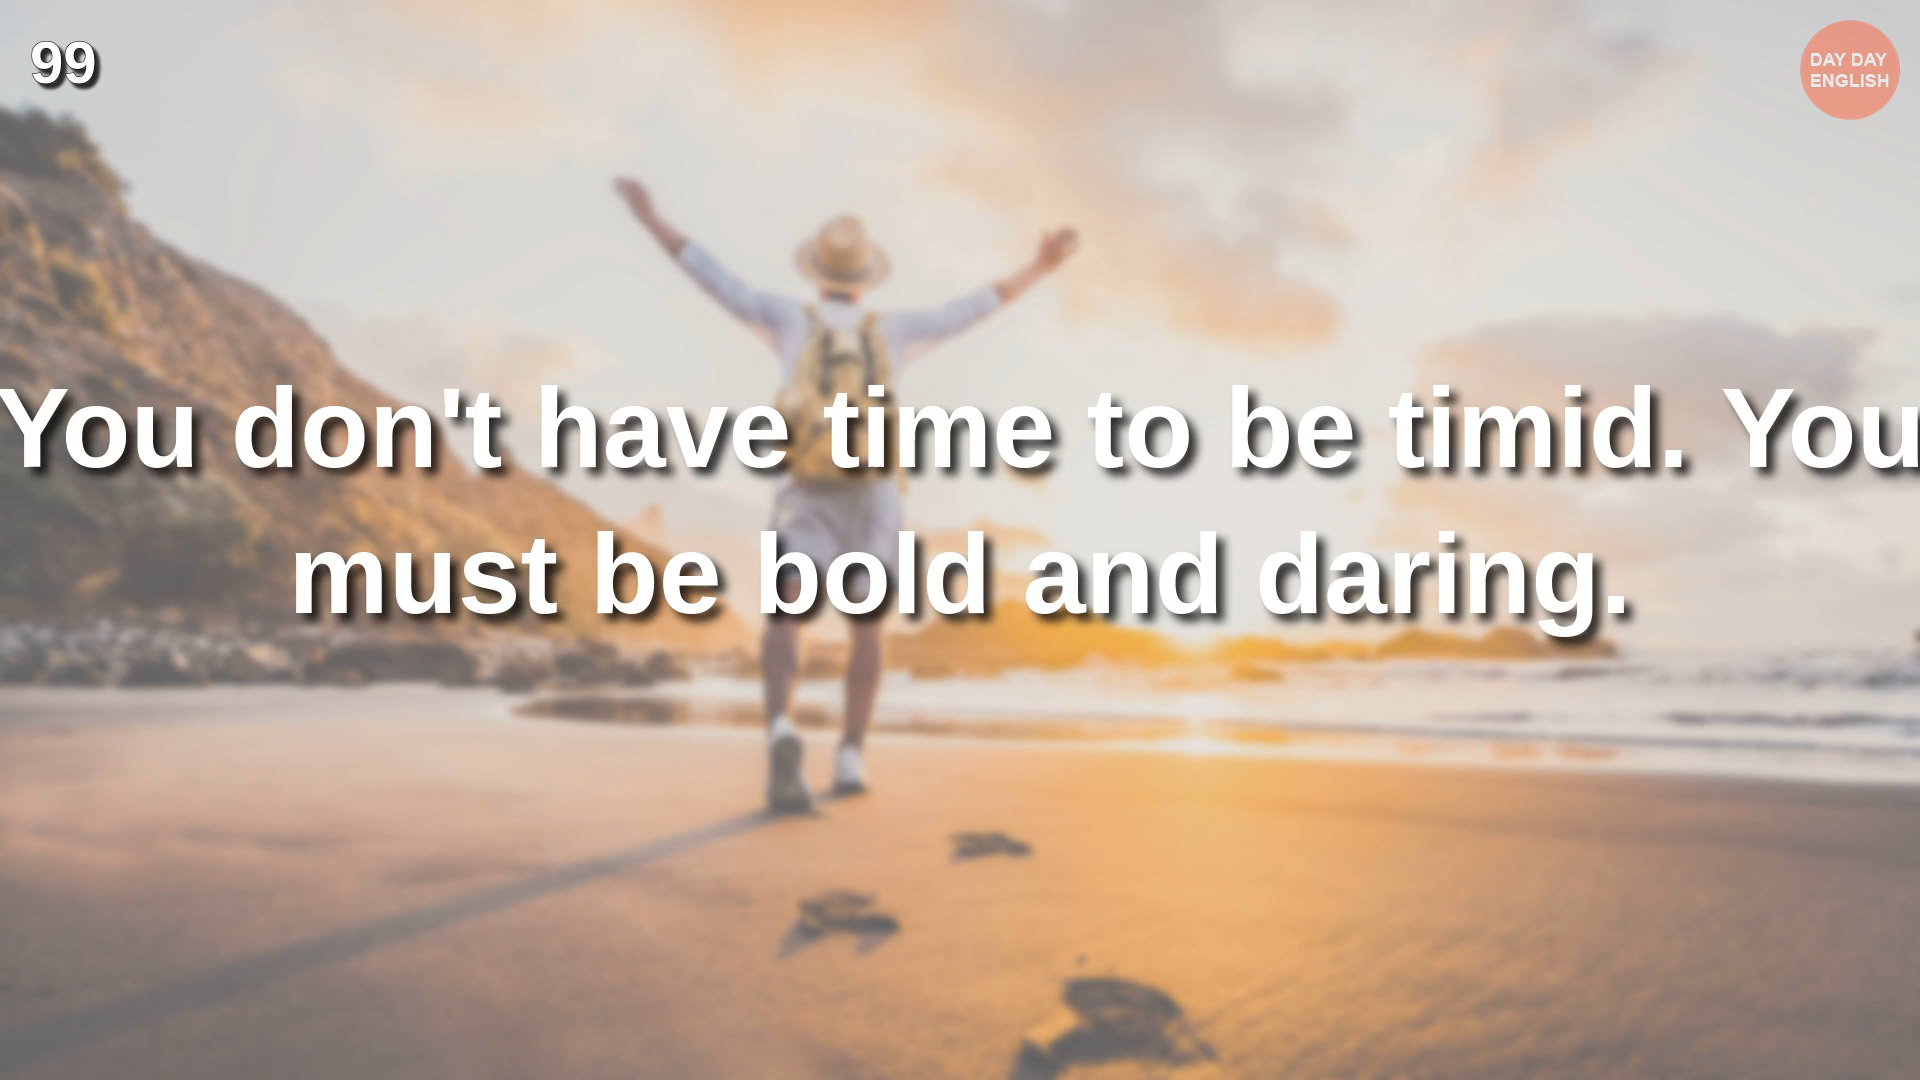 99
DAY DAY
ENGLISH
You don't have time to be timid. You
must be bold and daring.